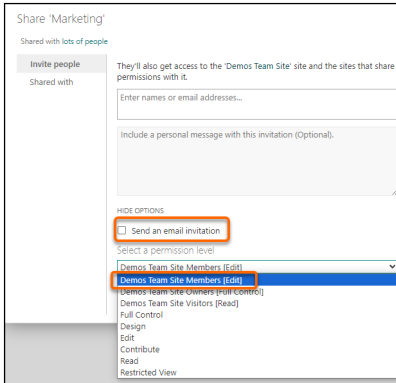 Share 'Marketing'
Shared with lots of people
Invite people
Shared with
They'll also get access to the 'Demos Team Site' site and the sites that share
permissions with it.
Enter names or email addresses...
Include a personal message with this invitation (Optional).
HIDE OPTIONS
Send an email invitation
Select a permission level
Demos Team Site Members [Edit]
Demos Team Site Members [Edit]
Demos Team Site Owners [Full Control]
Demos Team Site Visitors [Read]
Full Control
Design
Edit
Contribute
Read
Restricted View